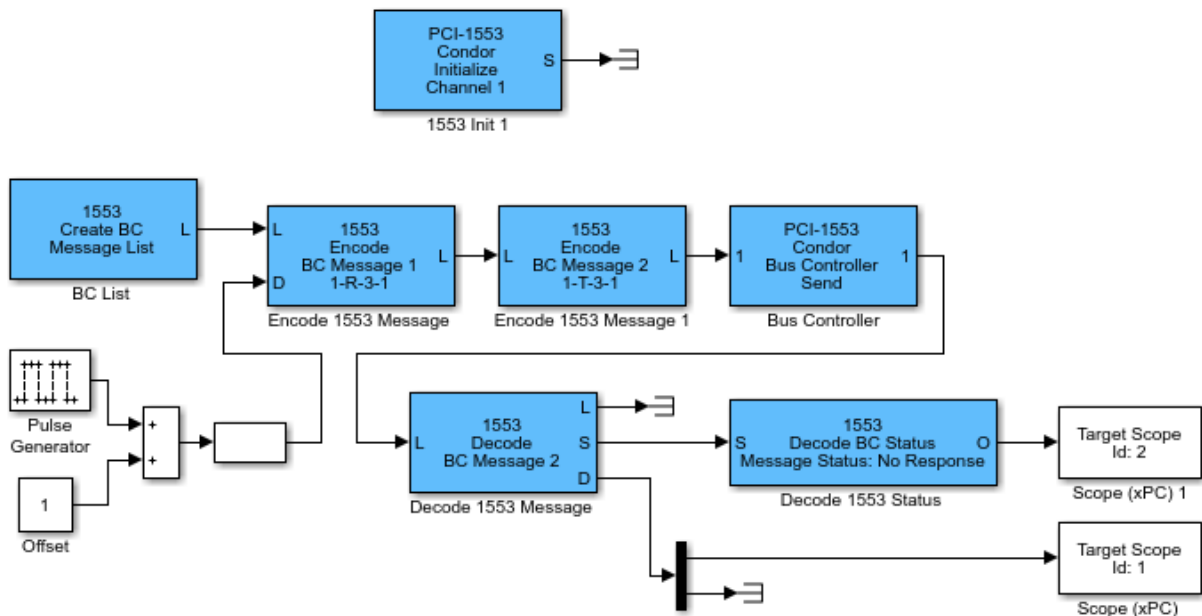 PCI-1553
Condor
Initialize
Channel 1
S
1553 Init 1
1553
Create BC
Message List
L
BC List
L
D
1553
Encode
BC Message 1
1-R-3-1
L
Encode 1553 Message
L
1553
Encode
BC Message 2
1-T-3-1
L
Encode 1553 Message 1
1
PCI-1553
Condor
Bus Controller
Send
1
Bus Controller
Pulse
Generator
+
+
1
Offset
L
1553
Decode
BC Message 2
L
S
D
Decode 1553 Message
S
1553
Decode BC Status
Message Status: No Response
O
Decode 1553 Status
Target Scope
Id: 2
Scope (xPC) 1
Target Scope
Id: 1
Scope (xPC)